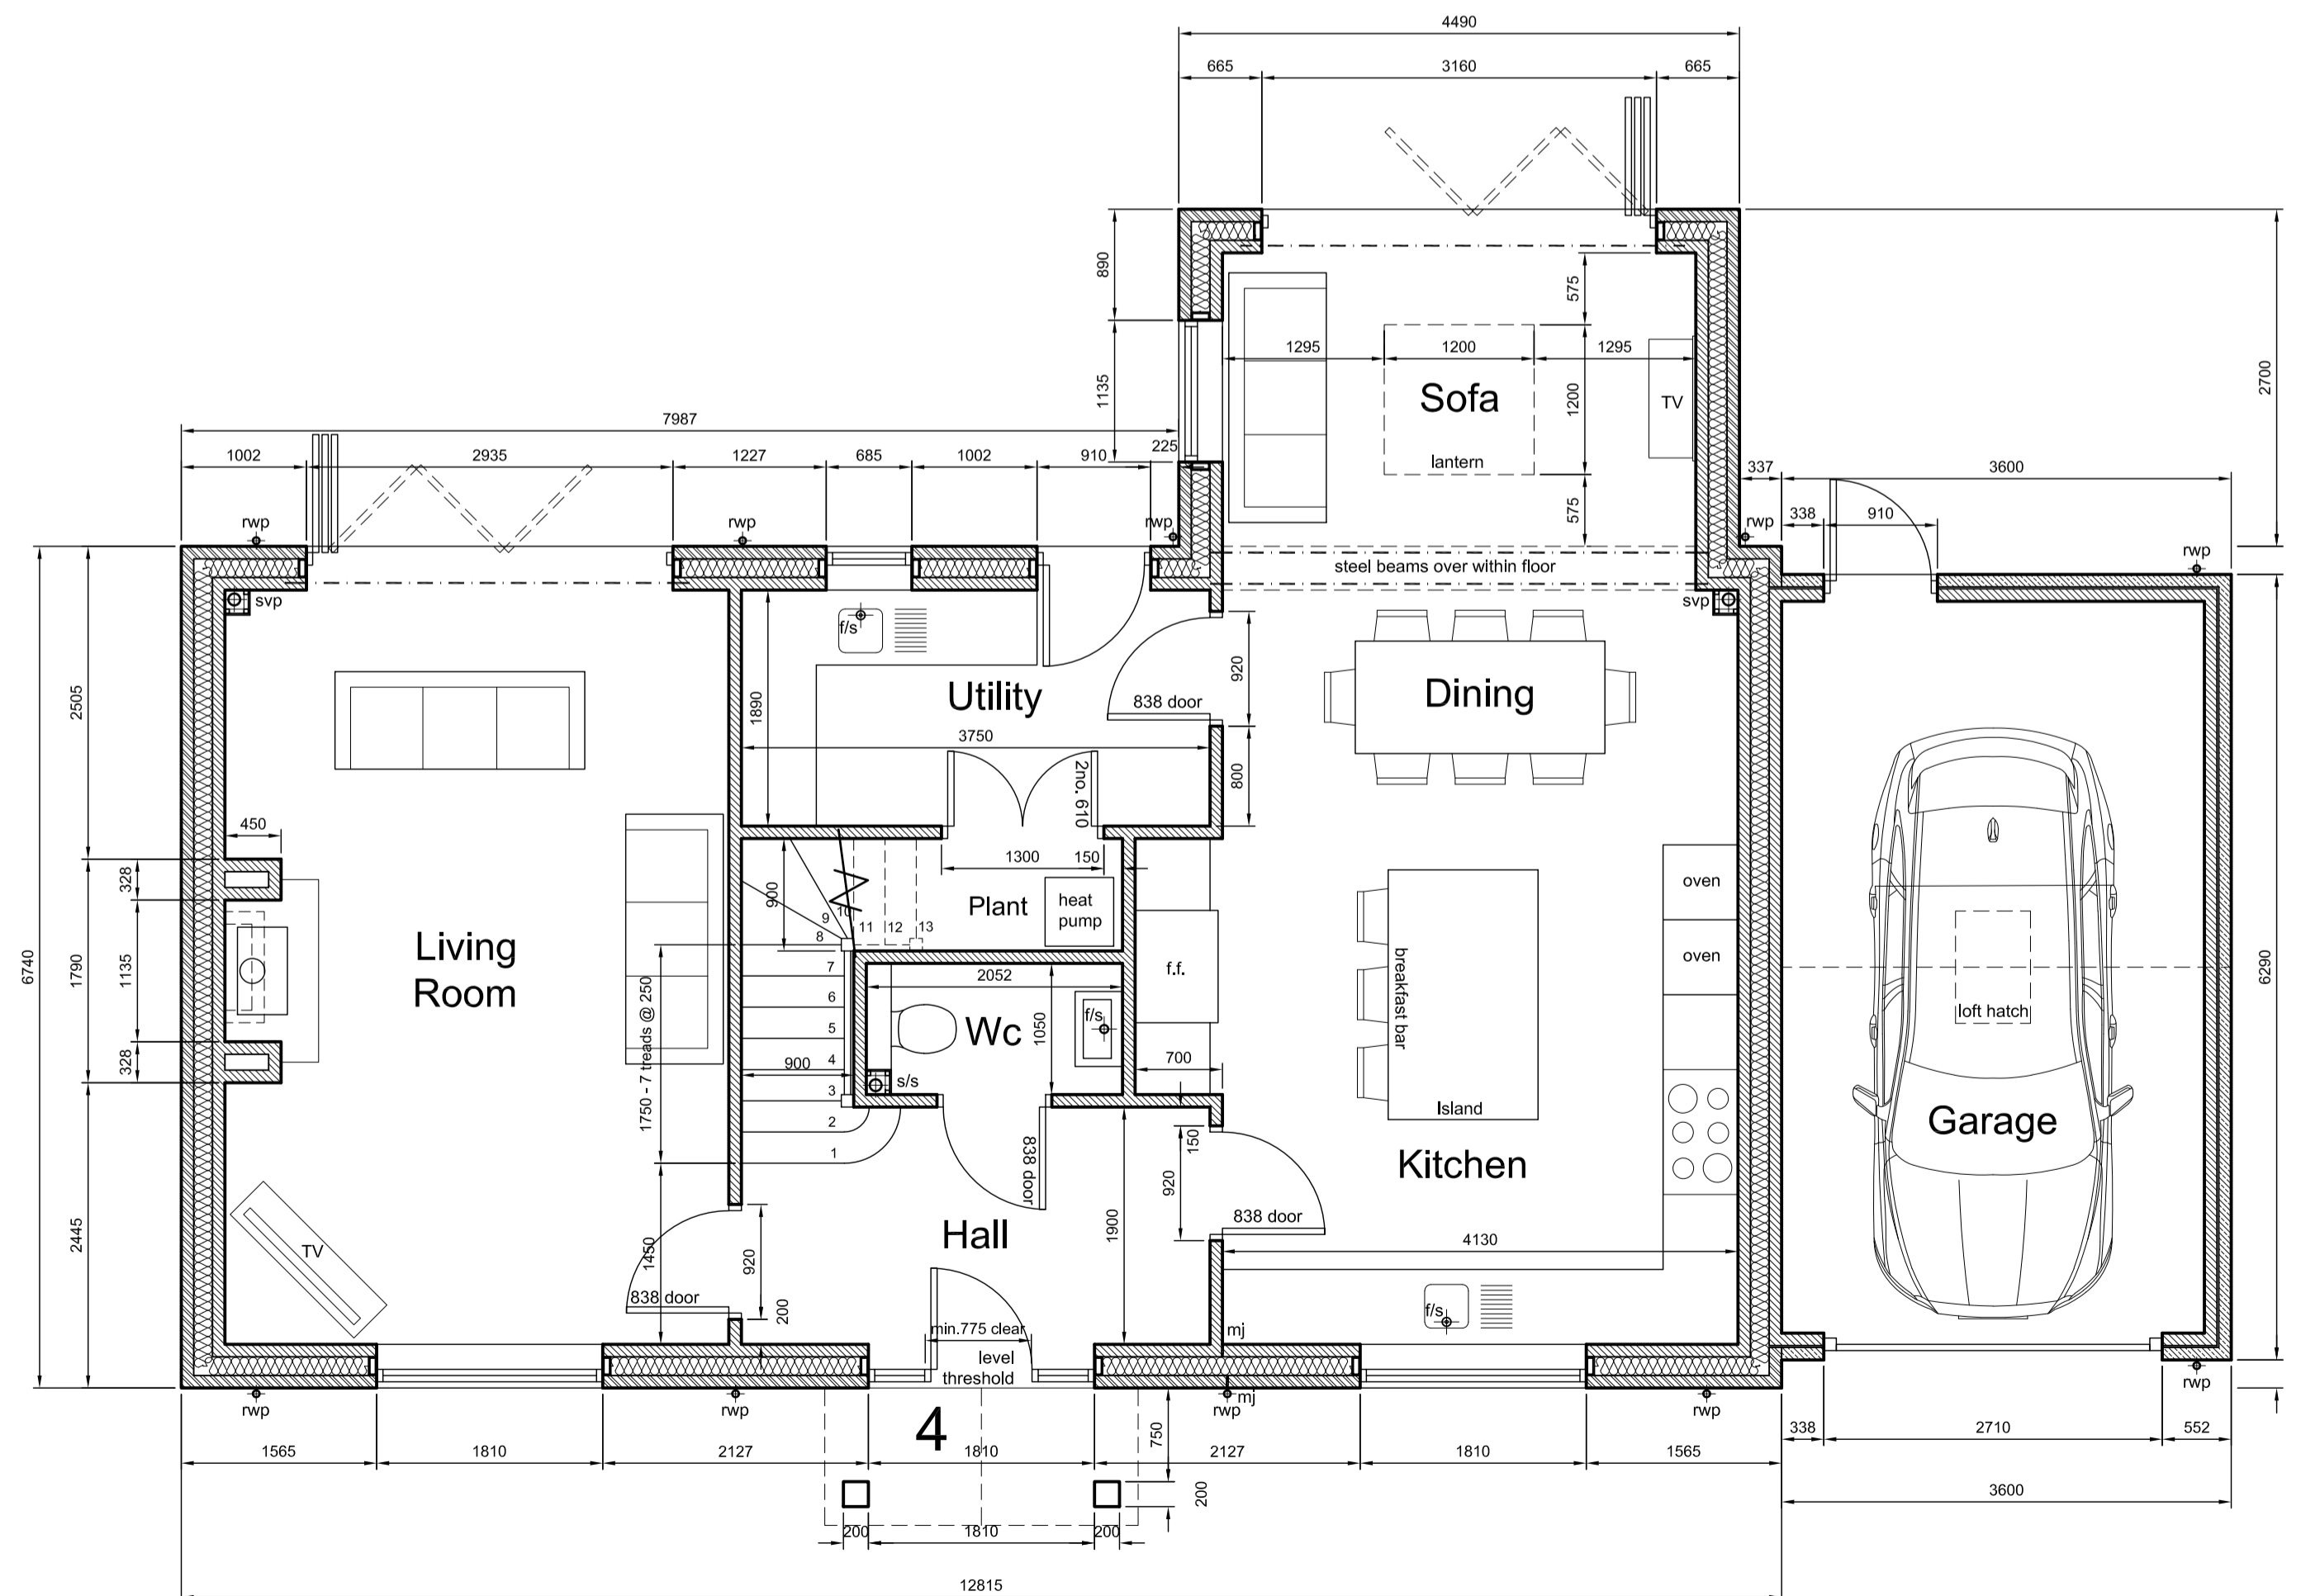 4490
665 3160 665
890
575
1295 1200 1295
1135
Sofa
1200
TV
2700
7987
225
lantern
1002 2935 1227 685 1002 910
337 3600
575
338 910
rwp rwp rwp rwp rwp
steel beams over within floor
svp
svp
f/s
2505
1890
Utility
920
838 door
Dining
3750
800
2no. 610
450
328
1300 150
900
Plant
heat
pump
oven
10
9
11 12 13
8
6740
1790
1135
Living
Room
7
2052
f.f.
breakfast bar
oven
6290
1750 - 7 treads @ 250
6
5
Wc
1050
f/s
loft hatch
328
900
4
s/s
700
3
Island
2
150
Garage
1
838 door
920
Kitchen
2445
TV
1450
920
Hall
1900
838 door
4130
838 door
200
min.775 clear
f/s
mj
level
threshold
rwp rwp rwp mj rwp rwp
4
750
1565 1810 2127 1810 2127 1810 1565
338 2710 552
200
3600
200 1810 200
12815